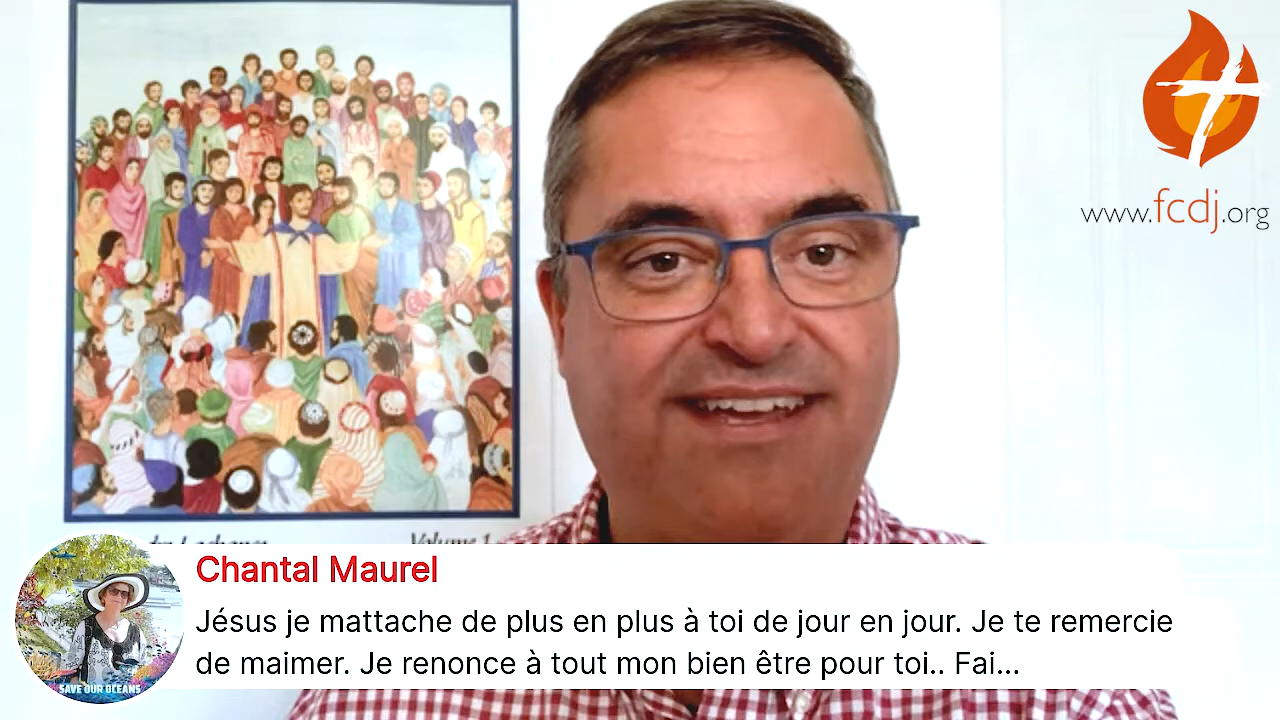 www.fcdj.org
Volume 1
Chantal Maurel
Jésus je mattache de plus en plus à toi de jour en jour. Je te remercie
de maimer. Je renonce à tout mon bien être pour toi.. Fai...
SAVE OUR OCEANS